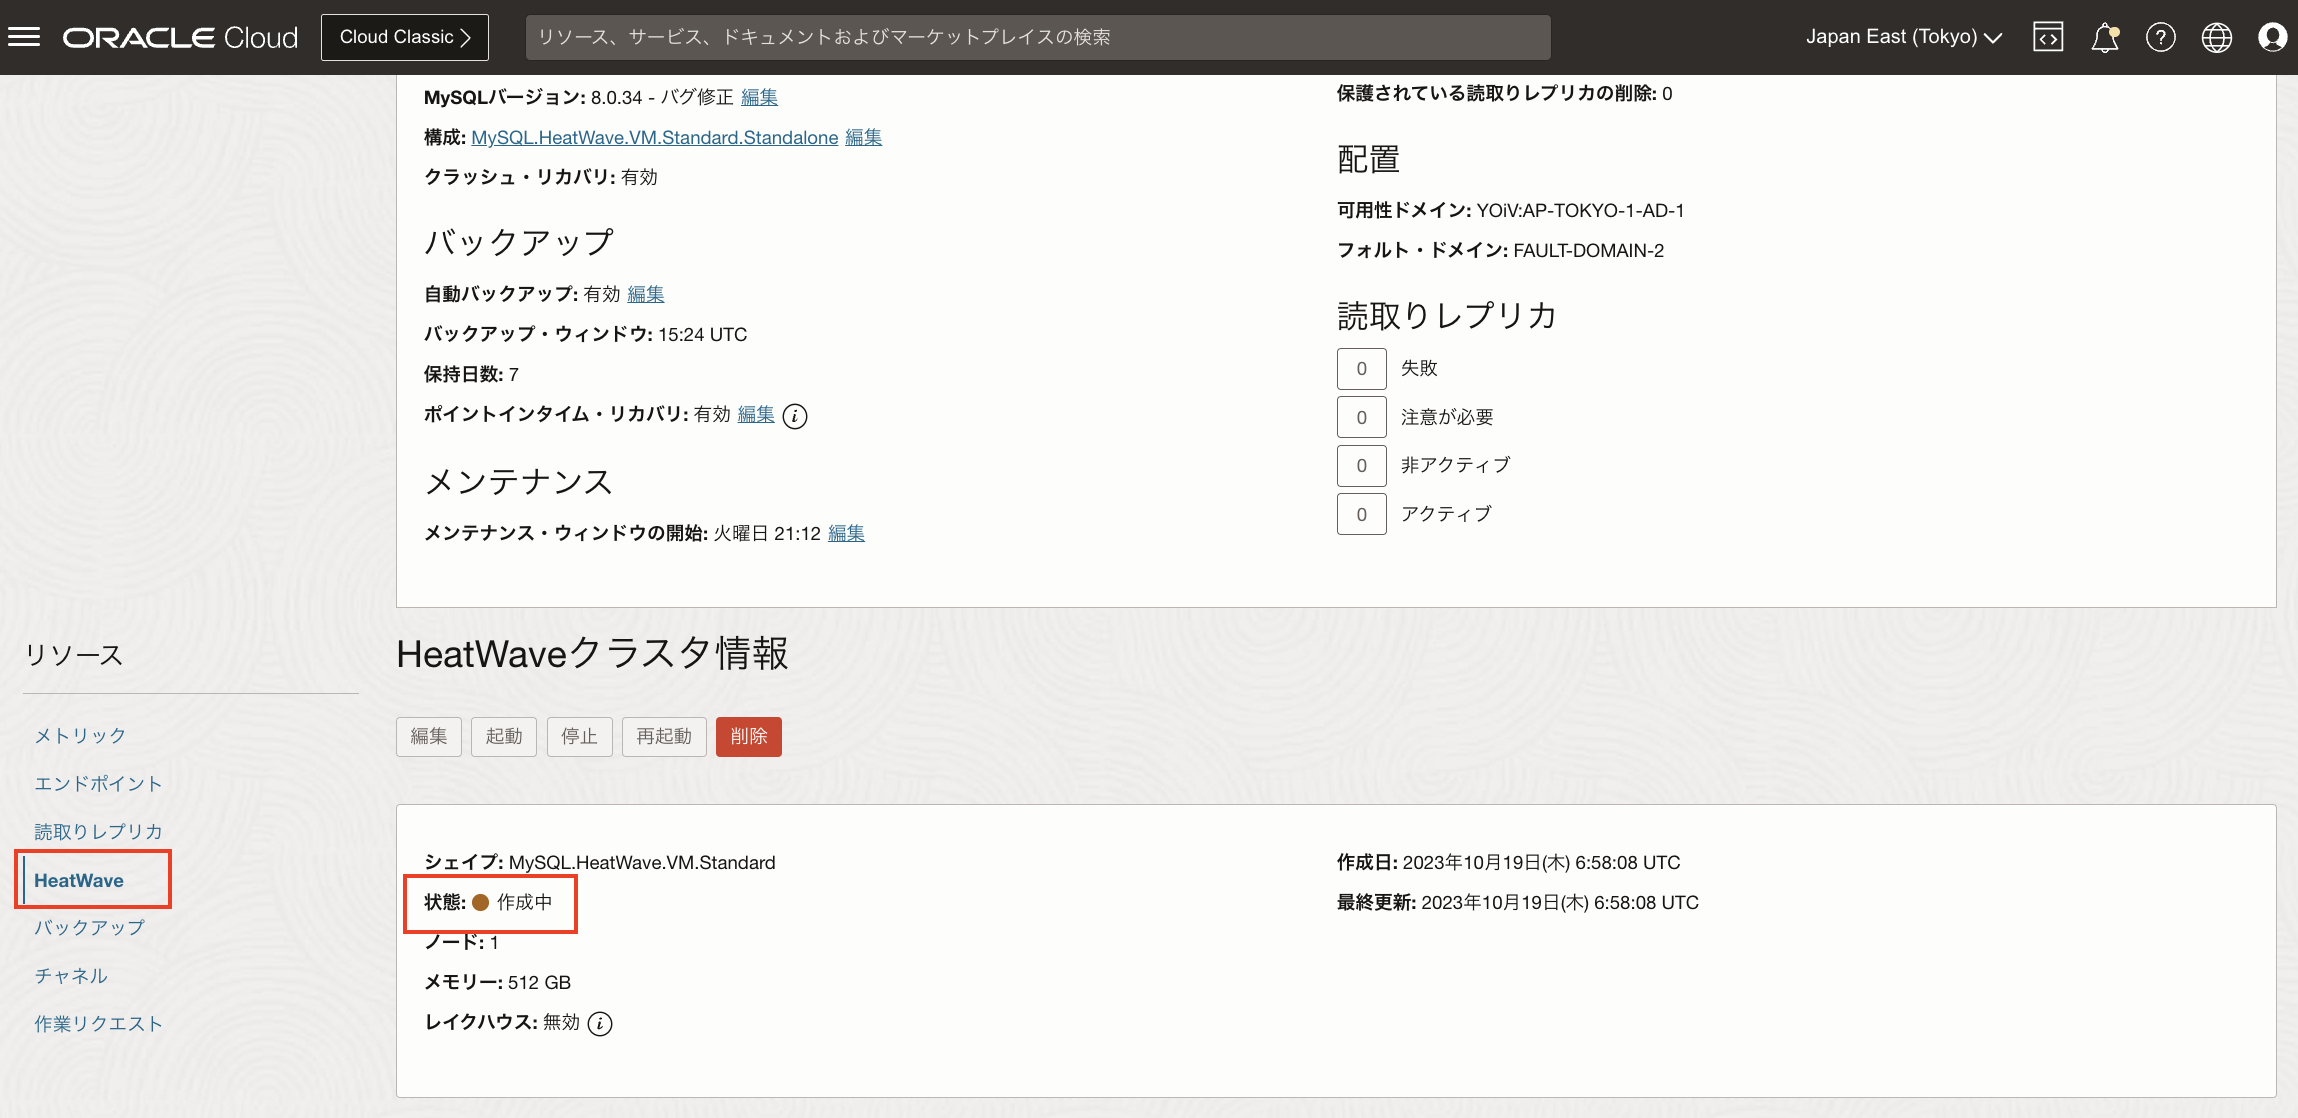 ORACLE Cloud
Cloud Classic
リソース、サービス、ドキュメントおよびマーケットプレイスの検索
Japan East (Tokyo)
MySQLバージョン: 8.0.34 - バグ修正 編集
構成: MySQL.HeatWave.VM.Standard.Standalone 編集
クラッシュ・リカバリ: 有効
バックアップ
自動バックアップ: 有効 編集
バックアップ・ウィンドウ: 15:24 UTC
保持日数: 7
ポイントインタイム・リカバリ: 有効 編集
メンテナンス
メンテナンス・ウィンドウの開始: 火曜日 21:12 編集
保護されている読取りレプリカの削除: 0
配置
可用性ドメイン: YOiV:AP-TOKYO-1-AD-1
フォルト・ドメイン: FAULT-DOMAIN-2
読取りレプリカ
0 失敗
0 注意が必要
0 非アクティブ
0 アクティブ
リソース
メトリック
エンドポイント
読取りレプリカ
HeatWave
バックアップ
チャネル
作業リクエスト
HeatWaveクラスタ情報
編集 起動 停止 再起動 削除
シェイプ: MySQL.HeatWave.VM.Standard
状態: 作成中
ノード: 1
メモリー: 512 GB
レイクハウス: 無効
作成日: 2023年10月19日(木) 6:58:08 UTC
最終更新: 2023年10月19日(木) 6:58:08 UTC